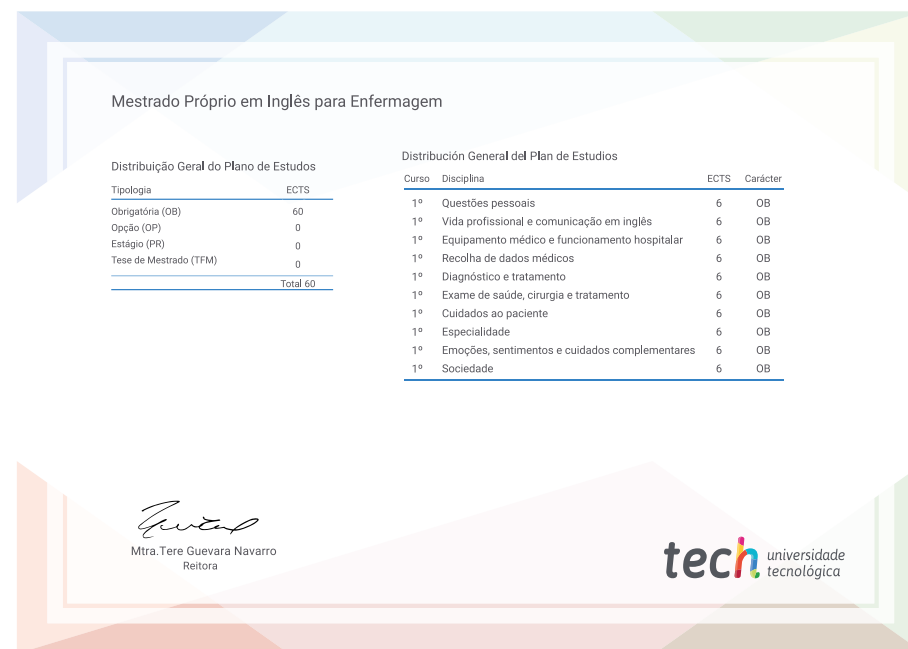 Mestrado Próprio em Inglês para Enfermagem
Distribuição Geral do Plano de Estudos
Tipologia ECTS
Obrigatória (OB) 60
Opção (OP) 0
Estágio (PR) 0
Tese de Mestrado (TFM) 0
Total 60
Distribución General del Plan de Estudios
Curso Disciplina ECTS Carácter
1º Questões pessoais 6 OB
1º Vida profissional e comunicação em inglês 6 OB
1º Equipamento médico e funcionamento hospitalar 6 OB
1º Recolha de dados médicos 6 OB
1º Diagnóstico e tratamento 6 OB
1º Exame de saúde, cirurgia e tratamento 6 OB
1º Cuidados ao paciente 6 OB
1º Especialidade 6 OB
1º Emoções, sentimentos e cuidados complementares 6 OB
1º Sociedade 6 OB
Mtra.Tere Guevara Navarro
Reitora
tech universidade
tecnológica